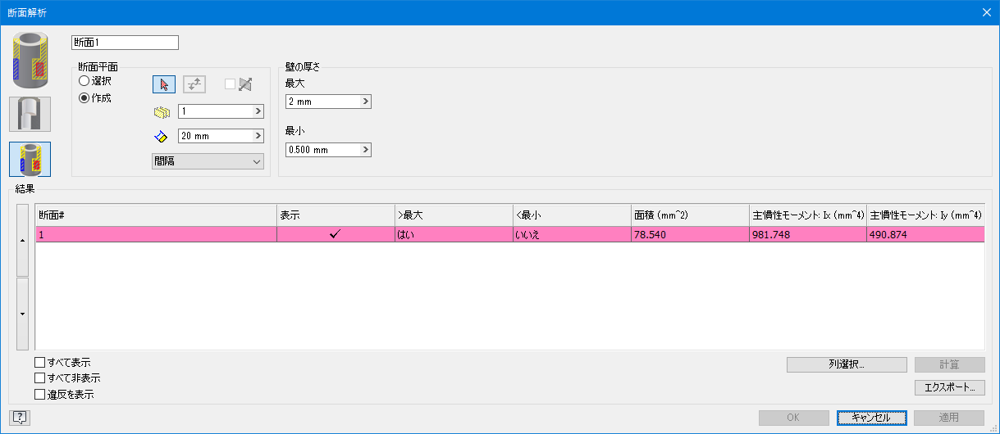 断面解析
断面1
断面平面
選択
作成
1
20 mm
間隔
壁の厚さ
最大
2 mm
最小
0.500 mm
結果
断面# 表示 >最大 <最小 面積 (mm^2) 主慣性モーメント: Ix (mm^4) 主慣性モーメント: Iy (mm^4)
1 はい いいえ 78.540 981.748 490.874
すべて表示
すべて非表示
違反を表示
列選択... 計算
エクスポート...
OK キャンセル 適用